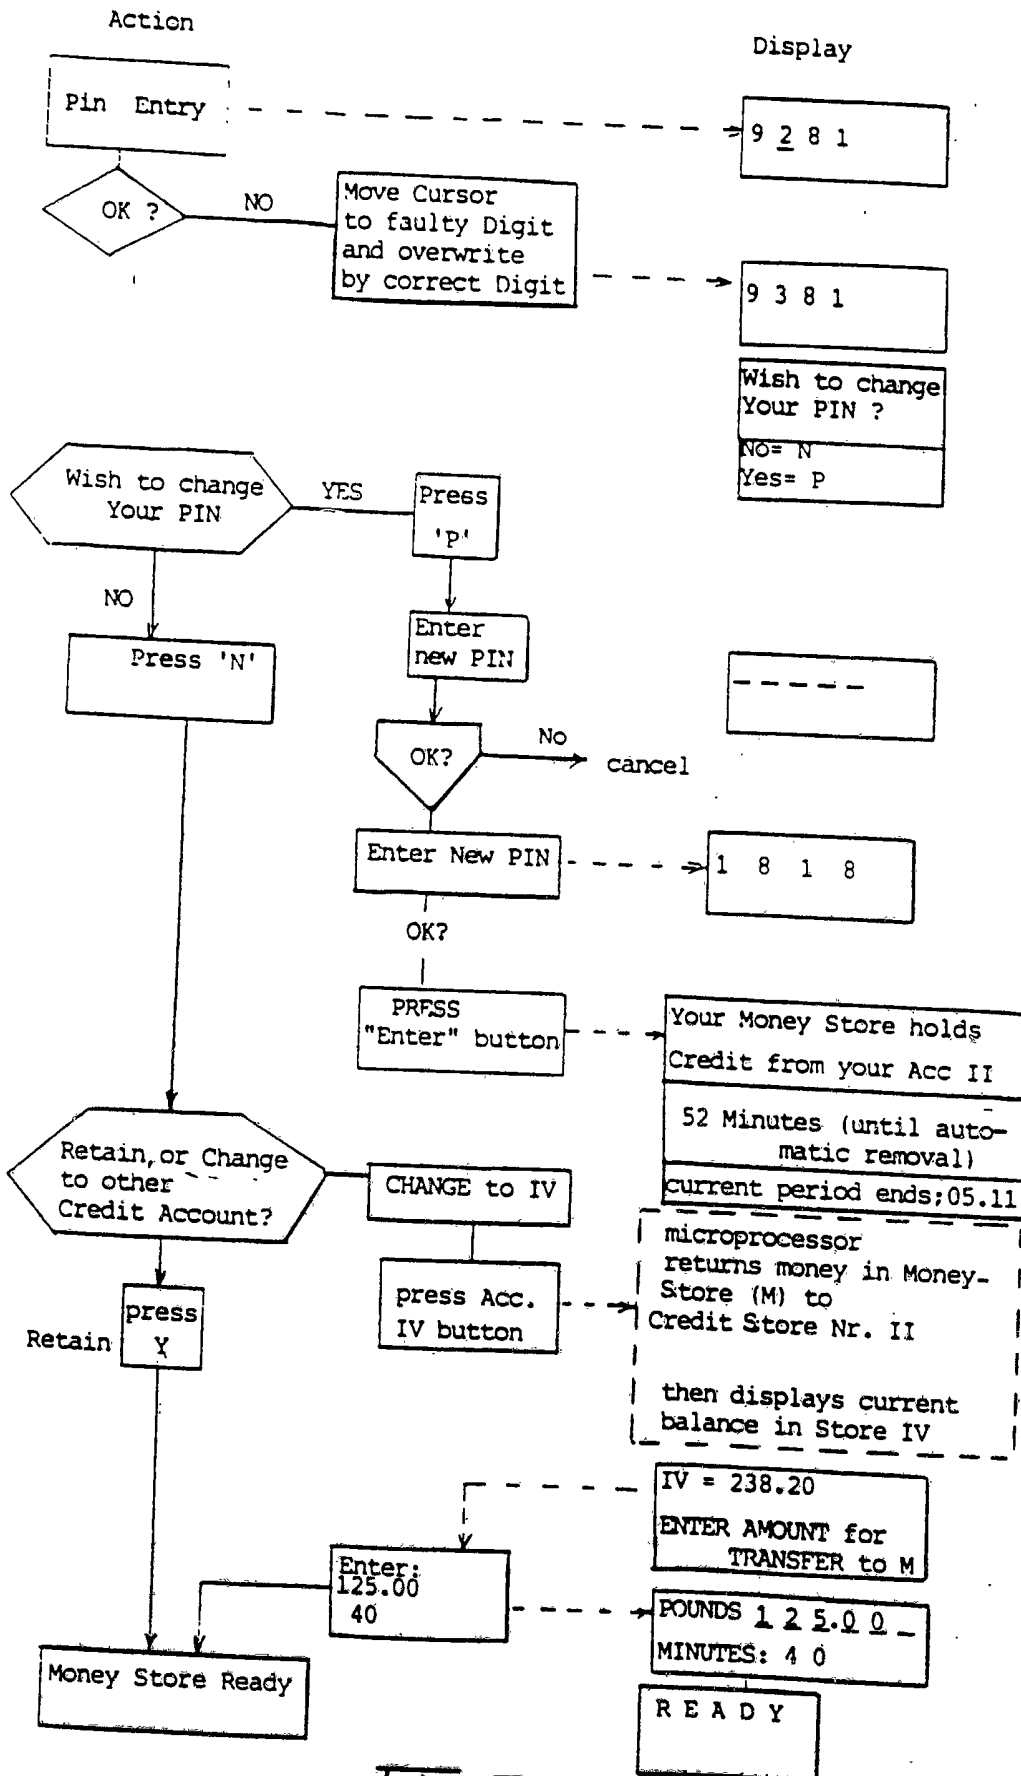 Action
Display
Pin Entry
9 2 8 1
OK ?
NO
Move Cursor
to faulty Digit
and overwrite
by correct Digit
9 3 8 1
Wish to change
Your PIN ?
No= N
Yes= P
Wish to change
Your PIN
YES
Press
'P'
NO
Press 'N'
Enter
new PIN
– – – – –
OK?
No
cancel
Enter New PIN
1 8 1 8
OK?
PRESS
"Enter" button
Your Money Store holds
Credit from your Acc II
52 Minutes (until auto-
matic removal)
current period ends;05.11
Retain, or Change
to other
Credit Account?
CHANGE to IV
press Acc.
IV button
microprocessor
returns money in Money-
Store (M) to
Credit Store Nr. II
then displays current
balance in Store IV
Retain
press
Y
IV = 238.20
ENTER AMOUNT for
TRANSFER to M
Enter:
125.00
40
POUNDS 1 2 5.0 0 _
MINUTES: 4 0
Money Store Ready
R E A D Y